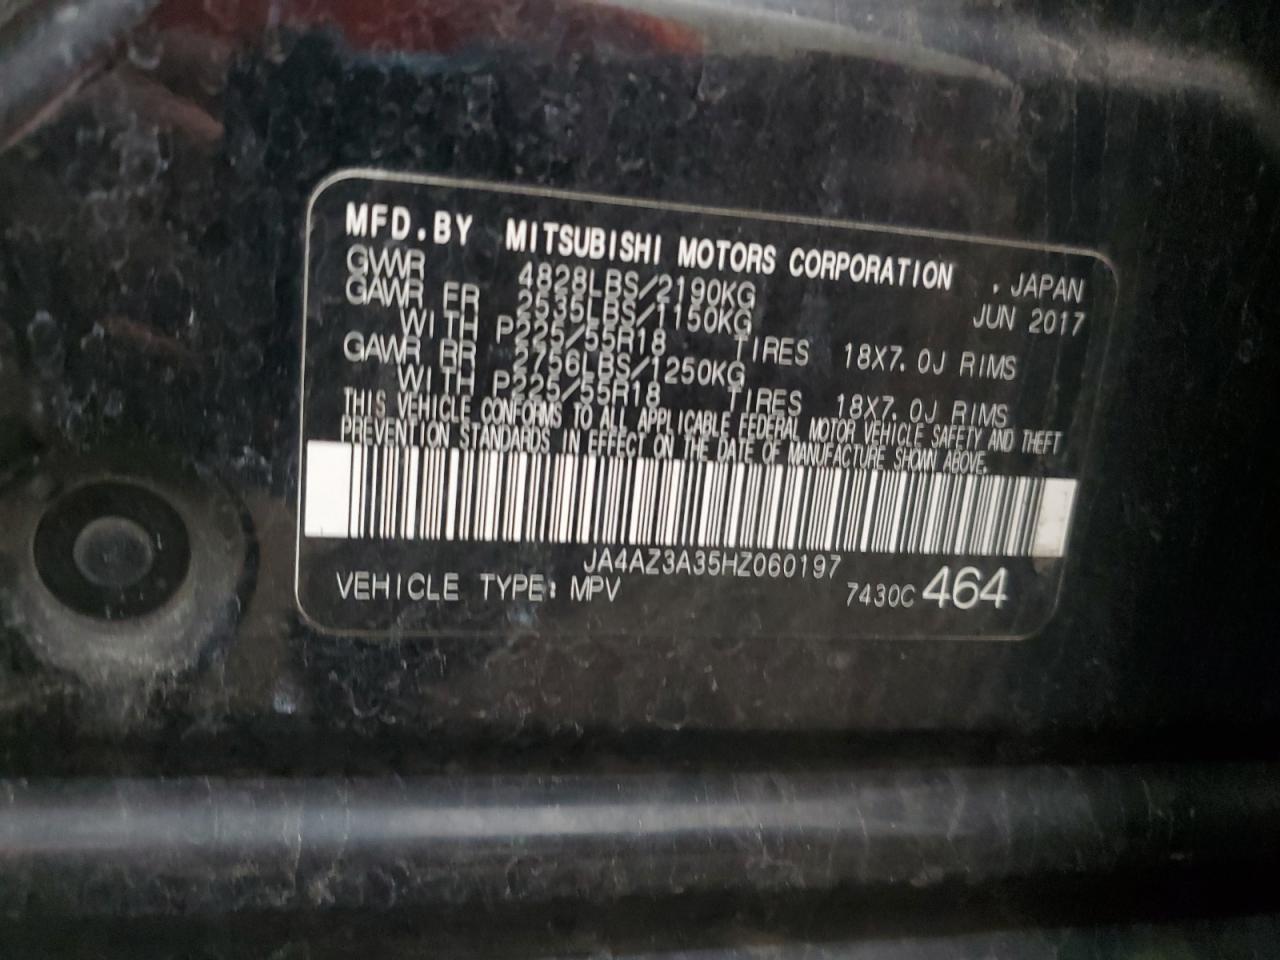 MFD.BY MITSUBISHI MOTORS CORPORATION , JAPAN
GVWR 4828LBS/2190KG JUN 2017
GAWR FR 2535LBS/1150KG
WITH P225/55R18 TIRES 18X7.0J RIMS
GAWR RR 2756LBS/1250KG
WITH P225/55R18 TIRES 18X7.0J RIMS
THIS VEHICLE CONFORMS TO ALL APPLICABLE FEDERAL MOTOR VEHICLE SAFETY AND THEFT
PREVENTION STANDARDS IN EFFECT ON THE DATE OF MANUFACTURE SHOWN ABOVE.
JA4AZ3A35HZ060197
VEHICLE TYPE: MPV 7430C 464